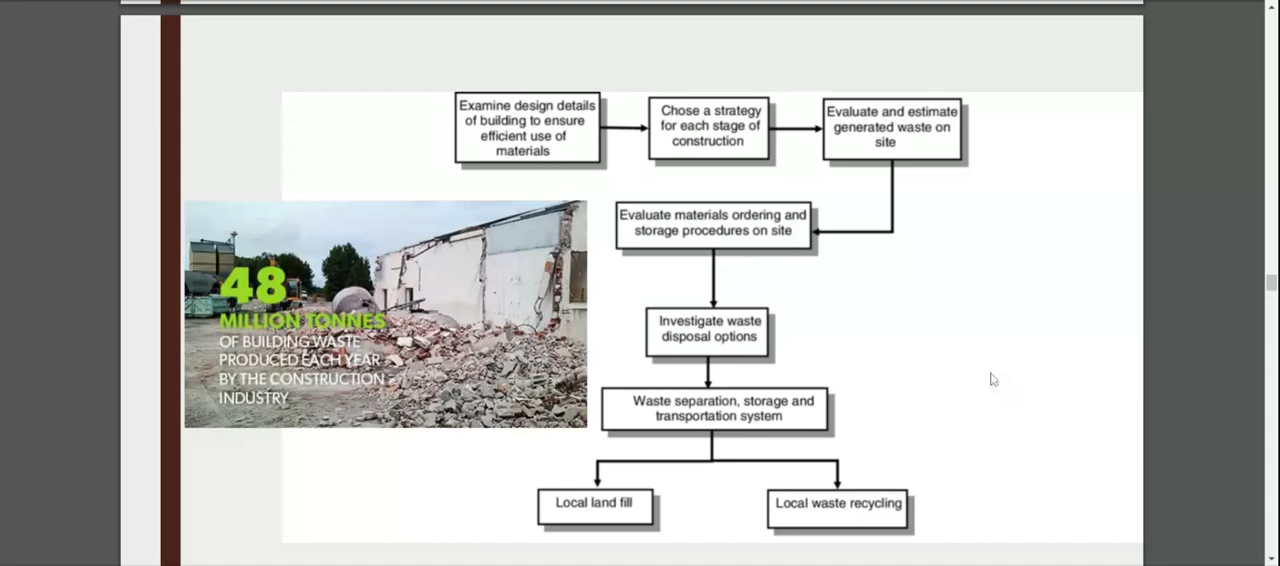 Examine design details
of building to ensure
efficient use of
materials
Chose a strategy
for each stage of
construction
Evaluate and estimate
generated waste on
site
Evaluate materials ordering and
storage procedures on site
48
MILLION TONNES
OF BUILDING WASTE
PRODUCED EACH YEAR
BY THE CONSTRUCTION
INDUSTRY
Investigate waste
disposal options
Waste separation, storage and
transportation system
Local land fill
Local waste recycling